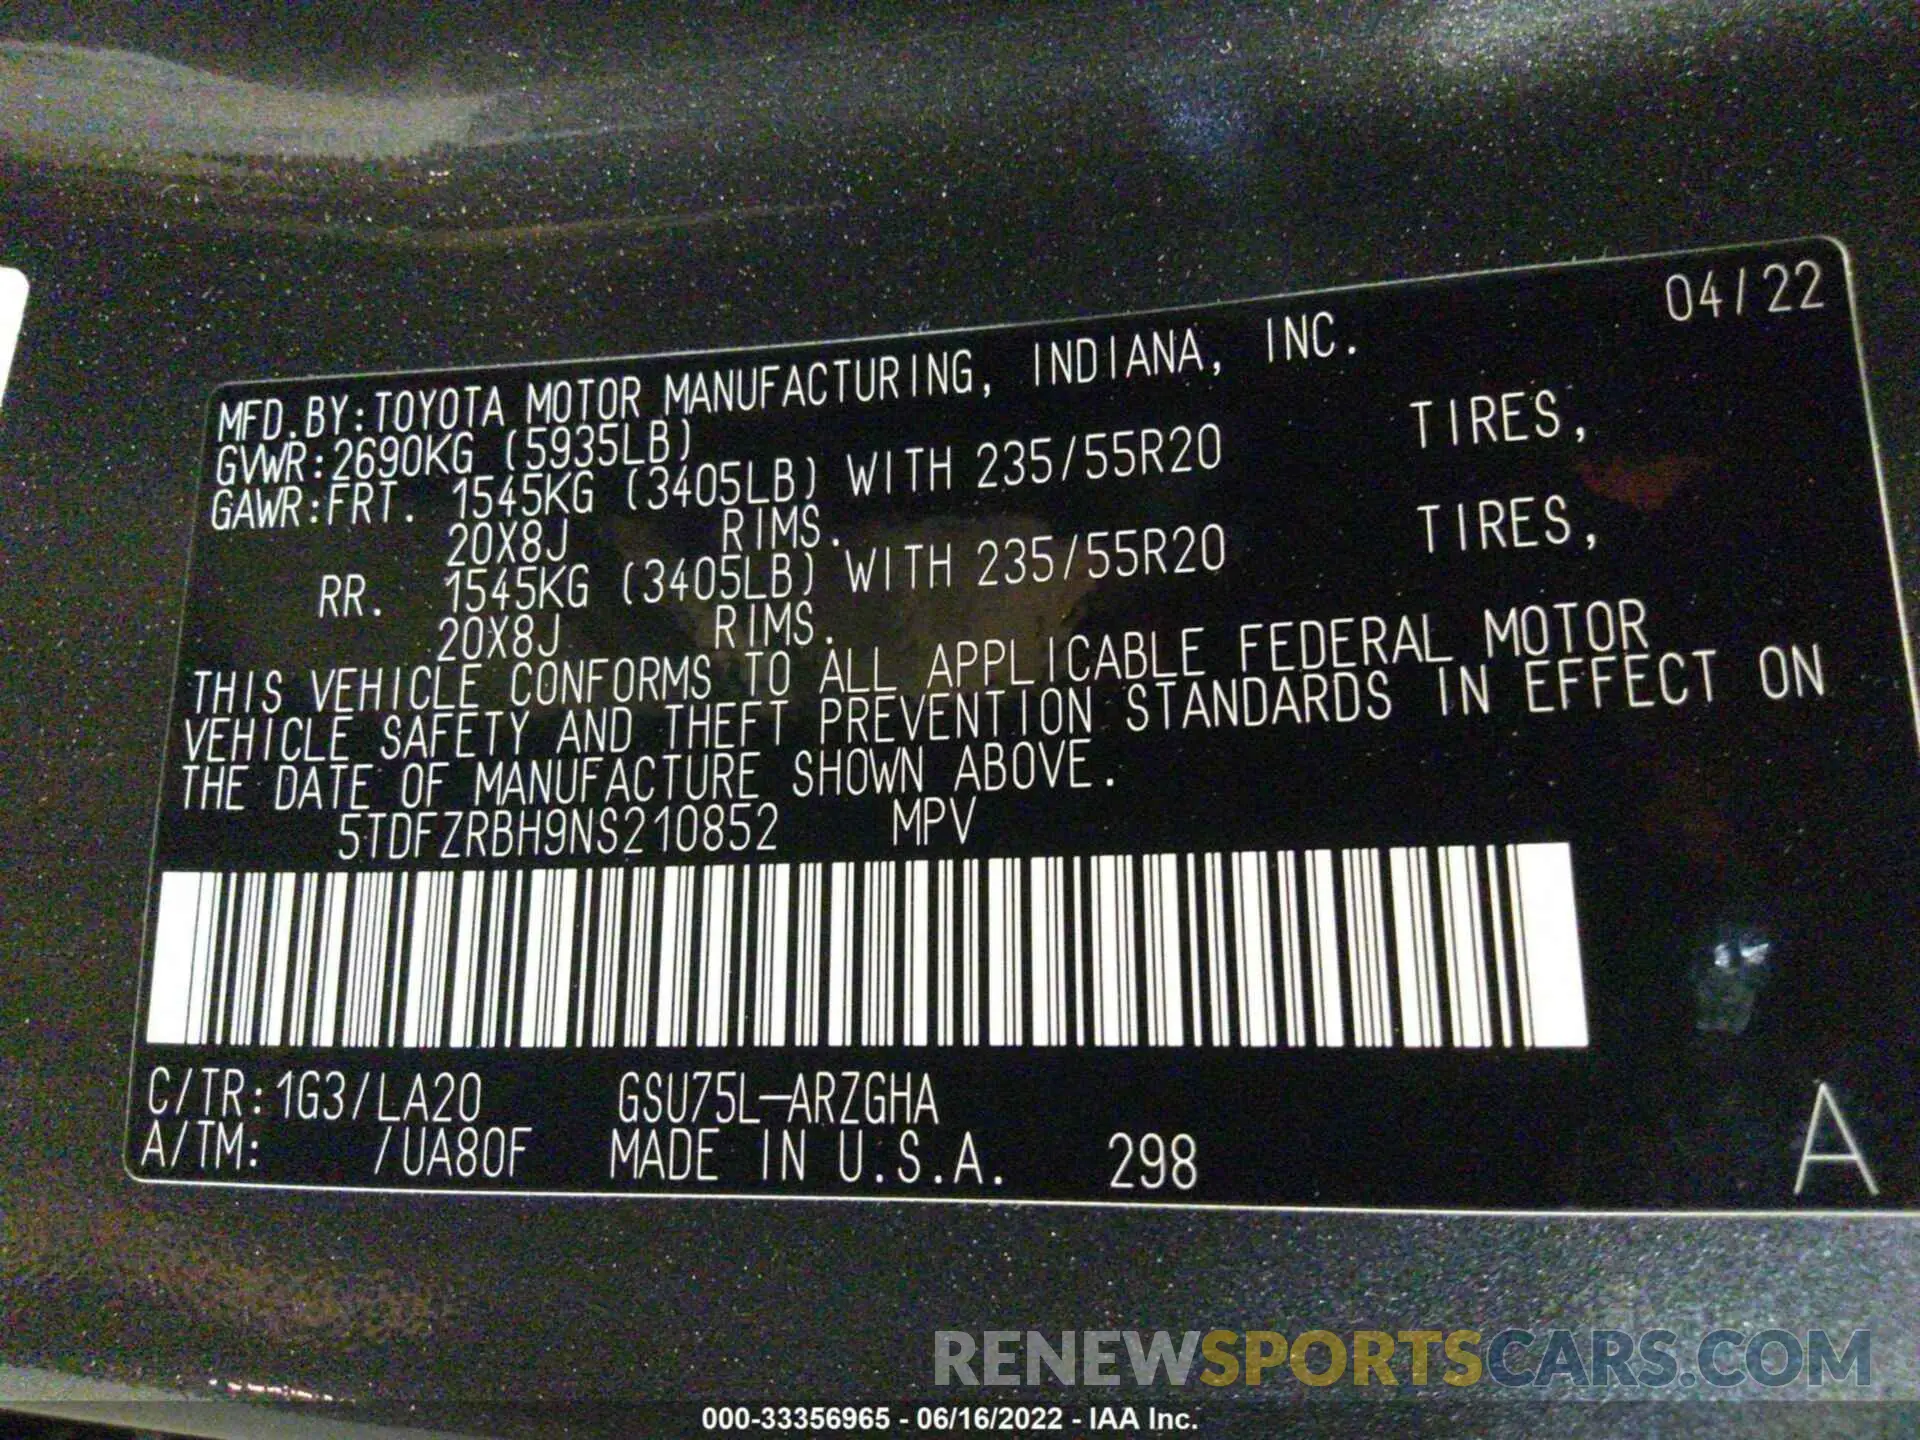 04/22
MFD.BY:TOYOTA MOTOR MANUFACTURING, INDIANA, INC.
GVWR:2690KG (5935LB)
GAWR:FRT. 1545KG (3405LB) WITH 235/55R20 TIRES,
20X8J RIMS.
RR. 1545KG (3405LB) WITH 235/55R20 TIRES,
20X8J RIMS.
THIS VEHICLE CONFORMS TO ALL APPLICABLE FEDERAL MOTOR
VEHICLE SAFETY AND THEFT PREVENTION STANDARDS IN EFFECT ON
THE DATE OF MANUFACTURE SHOWN ABOVE.
5TDFZRBH9NS210852 MPV
C/TR:1G3/LA20 GSU75L-ARZGHA
A/TM: /UA80F MADE IN U.S.A. 298
A
RENEWSPORTSCARS.COM
000-33356965 - 06/16/2022 - IAA Inc.